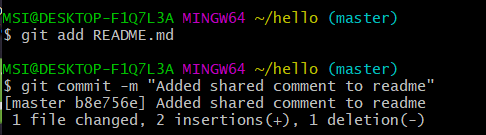 MSI@DESKTOP-F1Q7L3A MINGW64 ~/hello (master)
$ git add README.md
MSI@DESKTOP-F1Q7L3A MINGW64 ~/hello (master)
$ git commit -m "Added shared comment to readme"
[master b8e756e] Added shared comment to readme
1 file changed, 2 insertions(+), 1 deletion(-)